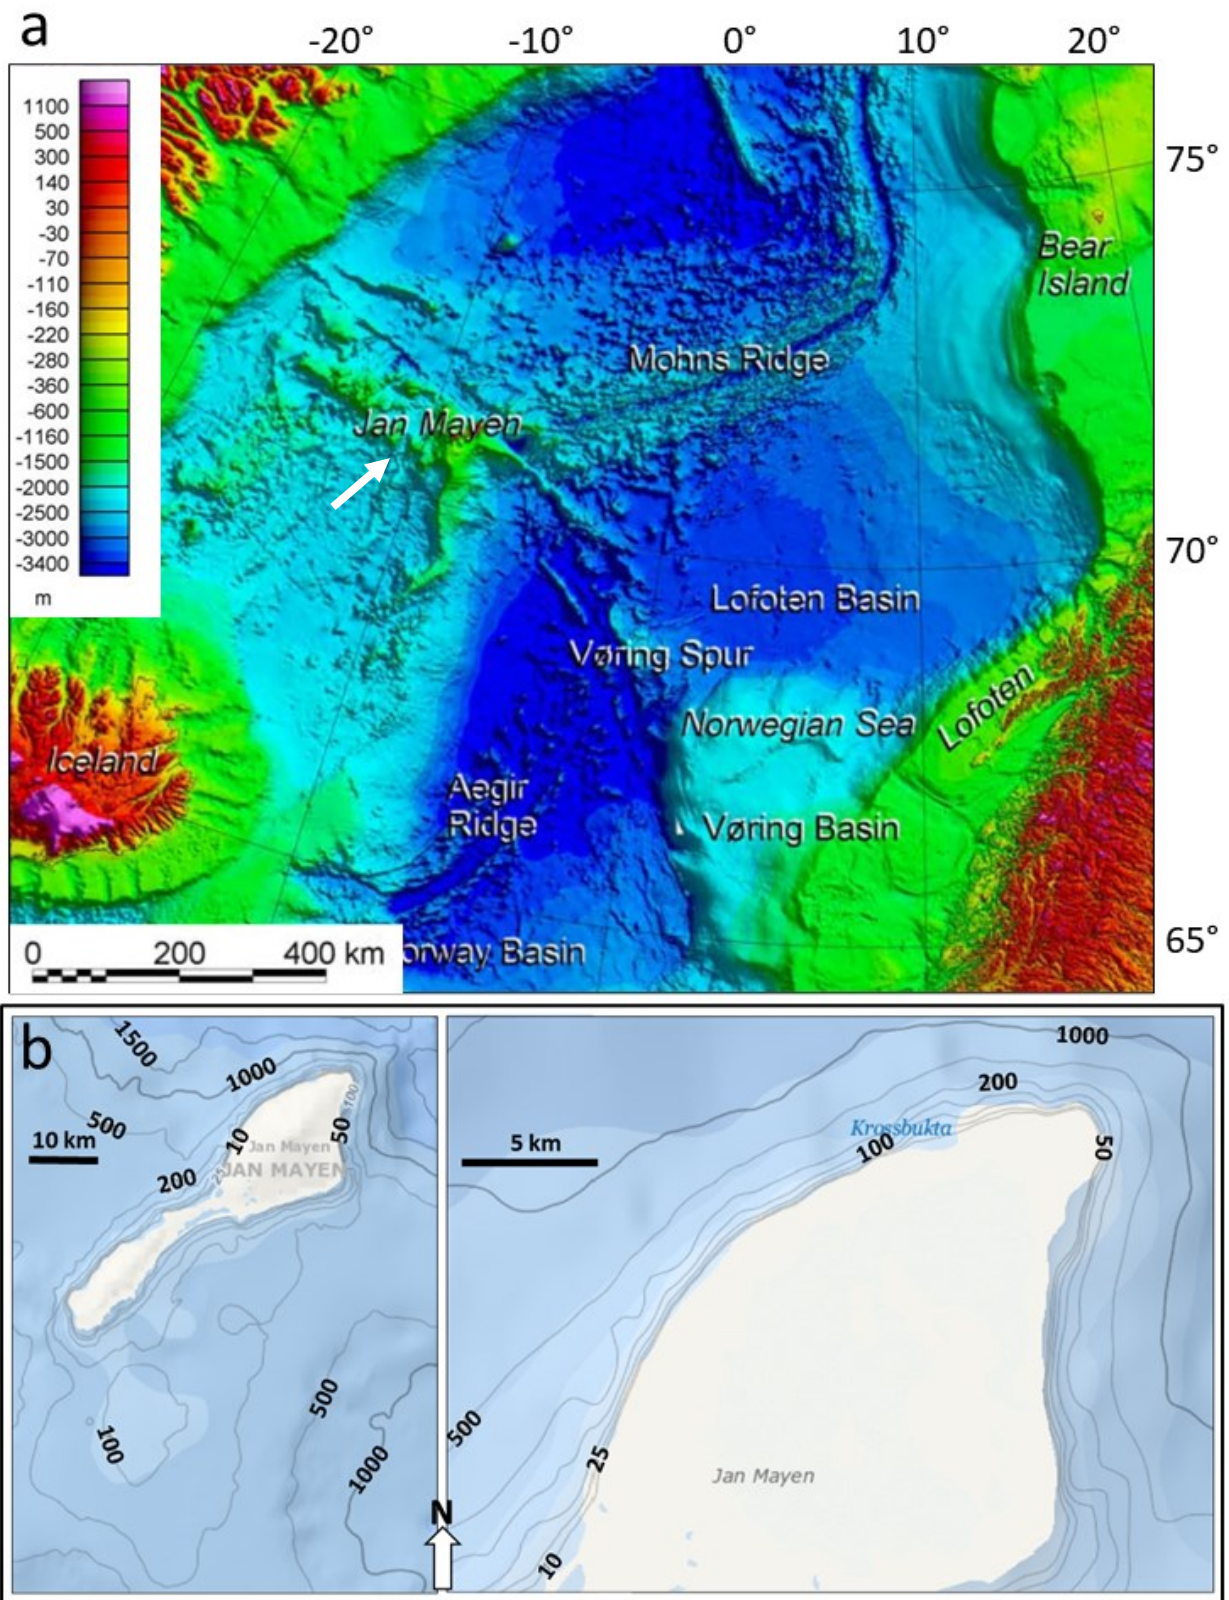 a
-20° -10° 0° 10° 20°
1100
500
300
140
30
-30
-70
-110
-160
-220
-280
-360
-600
-1160
-1500
-2000
-2500
-3000
-3400
m
75°
Bear
Island
Mohns Ridge
Jan Mayen
70°
Lofoten Basin
Vøring Spur
Lofoten
Norwegian Sea
Iceland
Aegir
Ridge
Vøring Basin
65°
0 200 400 km
orway Basin
b
1500
1000
500
10 km
10
100
50
Jan Mayen
JAN MAYEN
25
200
500
100
1000
N
1000
200
Krossbukta
100
5 km
50
500
25
Jan Mayen
10